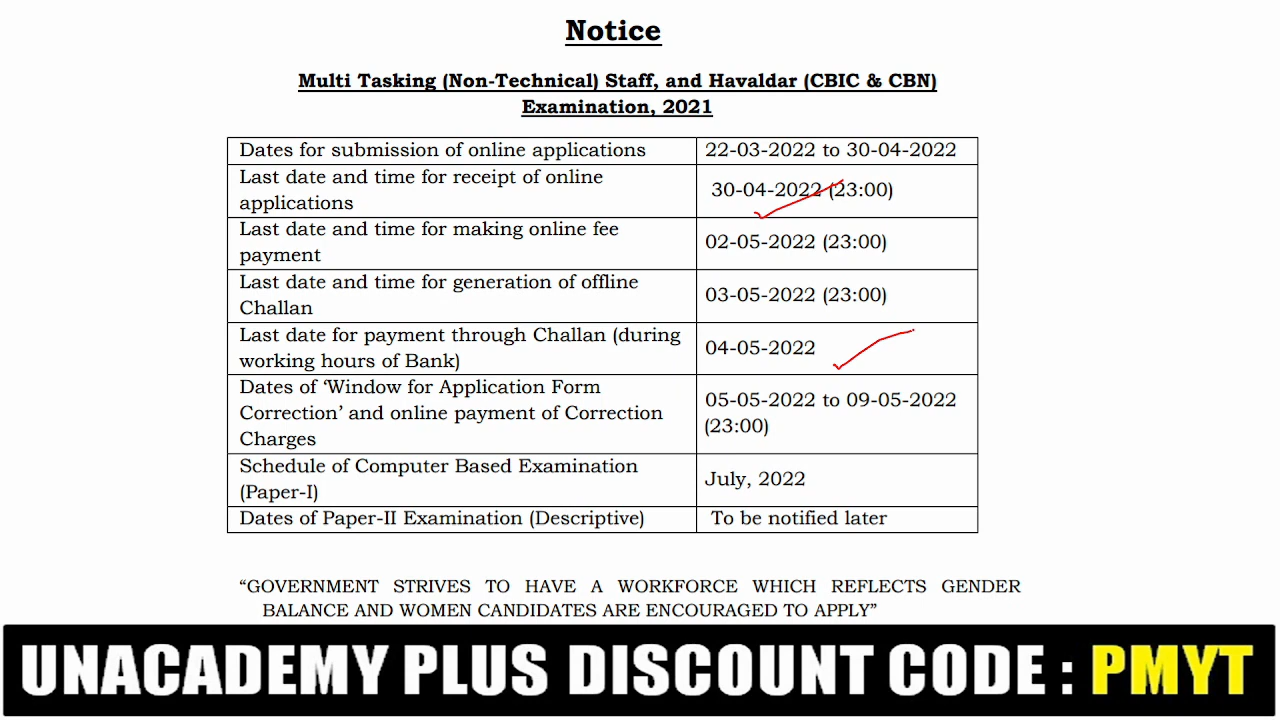 Notice
Multi Tasking (Non-Technical) Staff, and Havaldar (CBIC & CBN)
Examination, 2021
Dates for submission of online applications 22-03-2022 to 30-04-2022
Last date and time for receipt of online
applications
30-04-2022 (23:00)
Last date and time for making online fee
payment
02-05-2022 (23:00)
Last date and time for generation of offline
Challan
03-05-2022 (23:00)
Last date for payment through Challan (during
working hours of Bank)
04-05-2022
Dates of ‘Window for Application Form
Correction’ and online payment of Correction
Charges
05-05-2022 to 09-05-2022
(23:00)
Schedule of Computer Based Examination
(Paper-I)
July, 2022
Dates of Paper-II Examination (Descriptive) To be notified later
“GOVERNMENT STRIVES TO HAVE A WORKFORCE WHICH REFLECTS GENDER
BALANCE AND WOMEN CANDIDATES ARE ENCOURAGED TO APPLY”
UNACADEMY PLUS DISCOUNT CODE : PMYT